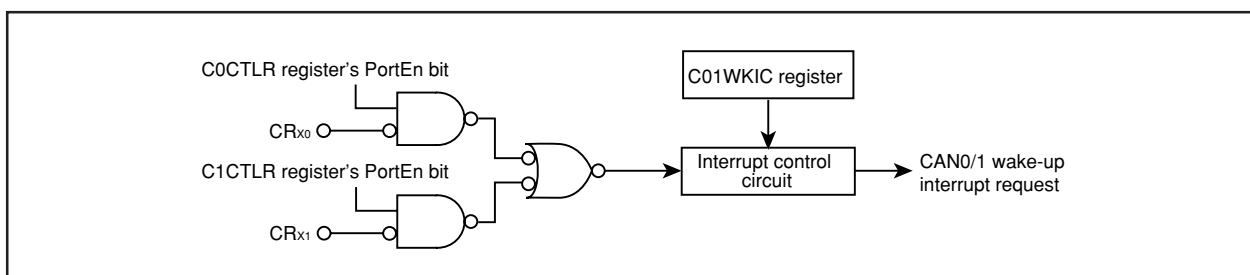 C0CTLR register's PortEn bit
CRX0
C1CTLR register's PortEn bit
CRX1
C01WKIC register
Interrupt control
circuit
CAN0/1 wake-up
interrupt request